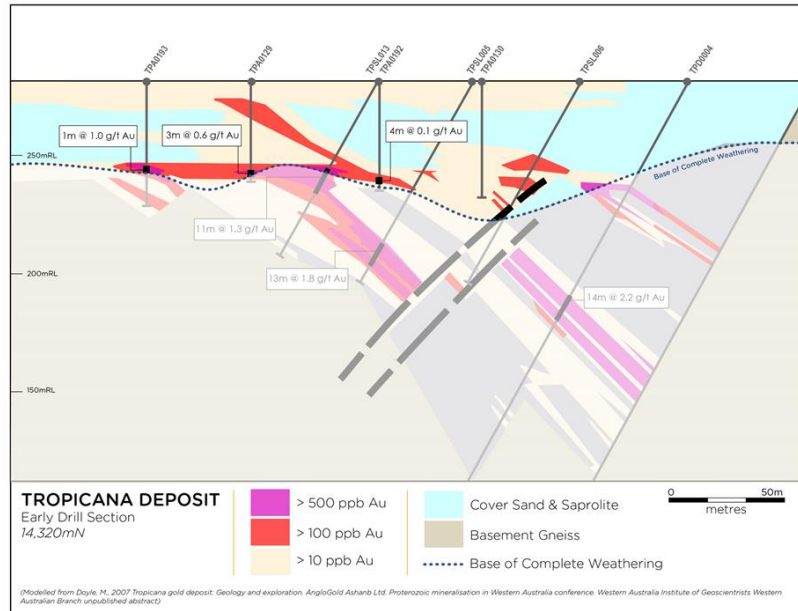 TPA0193
TPA0129
TPSL013
TPA0192
TPSL005
TPA0130
TPSL006
TPD0004
1m @ 1.0 g/t Au
3m @ 0.6 g/t Au
4m @ 0.1 g/t Au
250mRL
Base of Complete Weathering
11m @ 1.3 g/t Au
200mRL
13m @ 1.8 g/t Au
14m @ 2.2 g/t Au
150mRL
TROPICANA DEPOSIT
Early Drill Section
14,320mN
> 500 ppb Au
> 100 ppb Au
> 10 ppb Au
Cover Sand & Saprolite
Basement Gneiss
Base of Complete Weathering
0 50m
metres
(Modelled from Doyle, M., 2007 Tropicana gold deposit: Geology and exploration. AngloGold Ashanb Ltd. Proterozoic mineralisation in Western Australia conference. Western Australia Institute of Geoscientists Western
Australian Branch unpublished abstract)